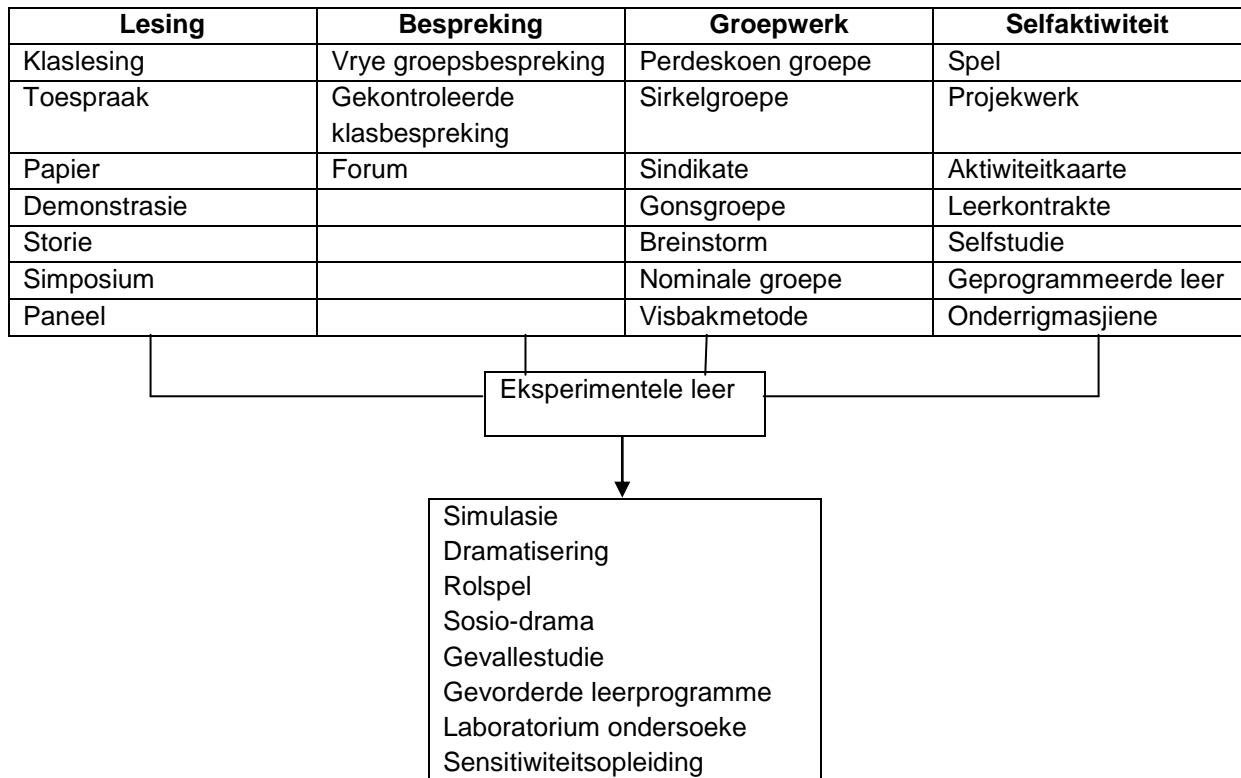 Lesing Bespreking Groepwerk Selfaktiwiteit
Klaslesing Vrye groepsbespreking Perdeskoen groepe Spel
Toespraak Gekontroleerde Sirkelgroepe Projekwerk
klasbespreking
Papier Forum Sindikate Aktiwiteitkaarte
Demonstrasie Gonsgroepe Leerkontrakte
Storie Breinstorm Selfstudie
Simposium Nominale groepe Geprogrammeerde leer
Paneel Visbakmetode Onderrigmasjiene
Eksperimentele leer
Simulasie
Dramatisering
Rolspel
Sosio-drama
Gevallestudie
Gevorderde leerprogramme
Laboratorium ondersoeke
Sensitiwiteitsopleiding